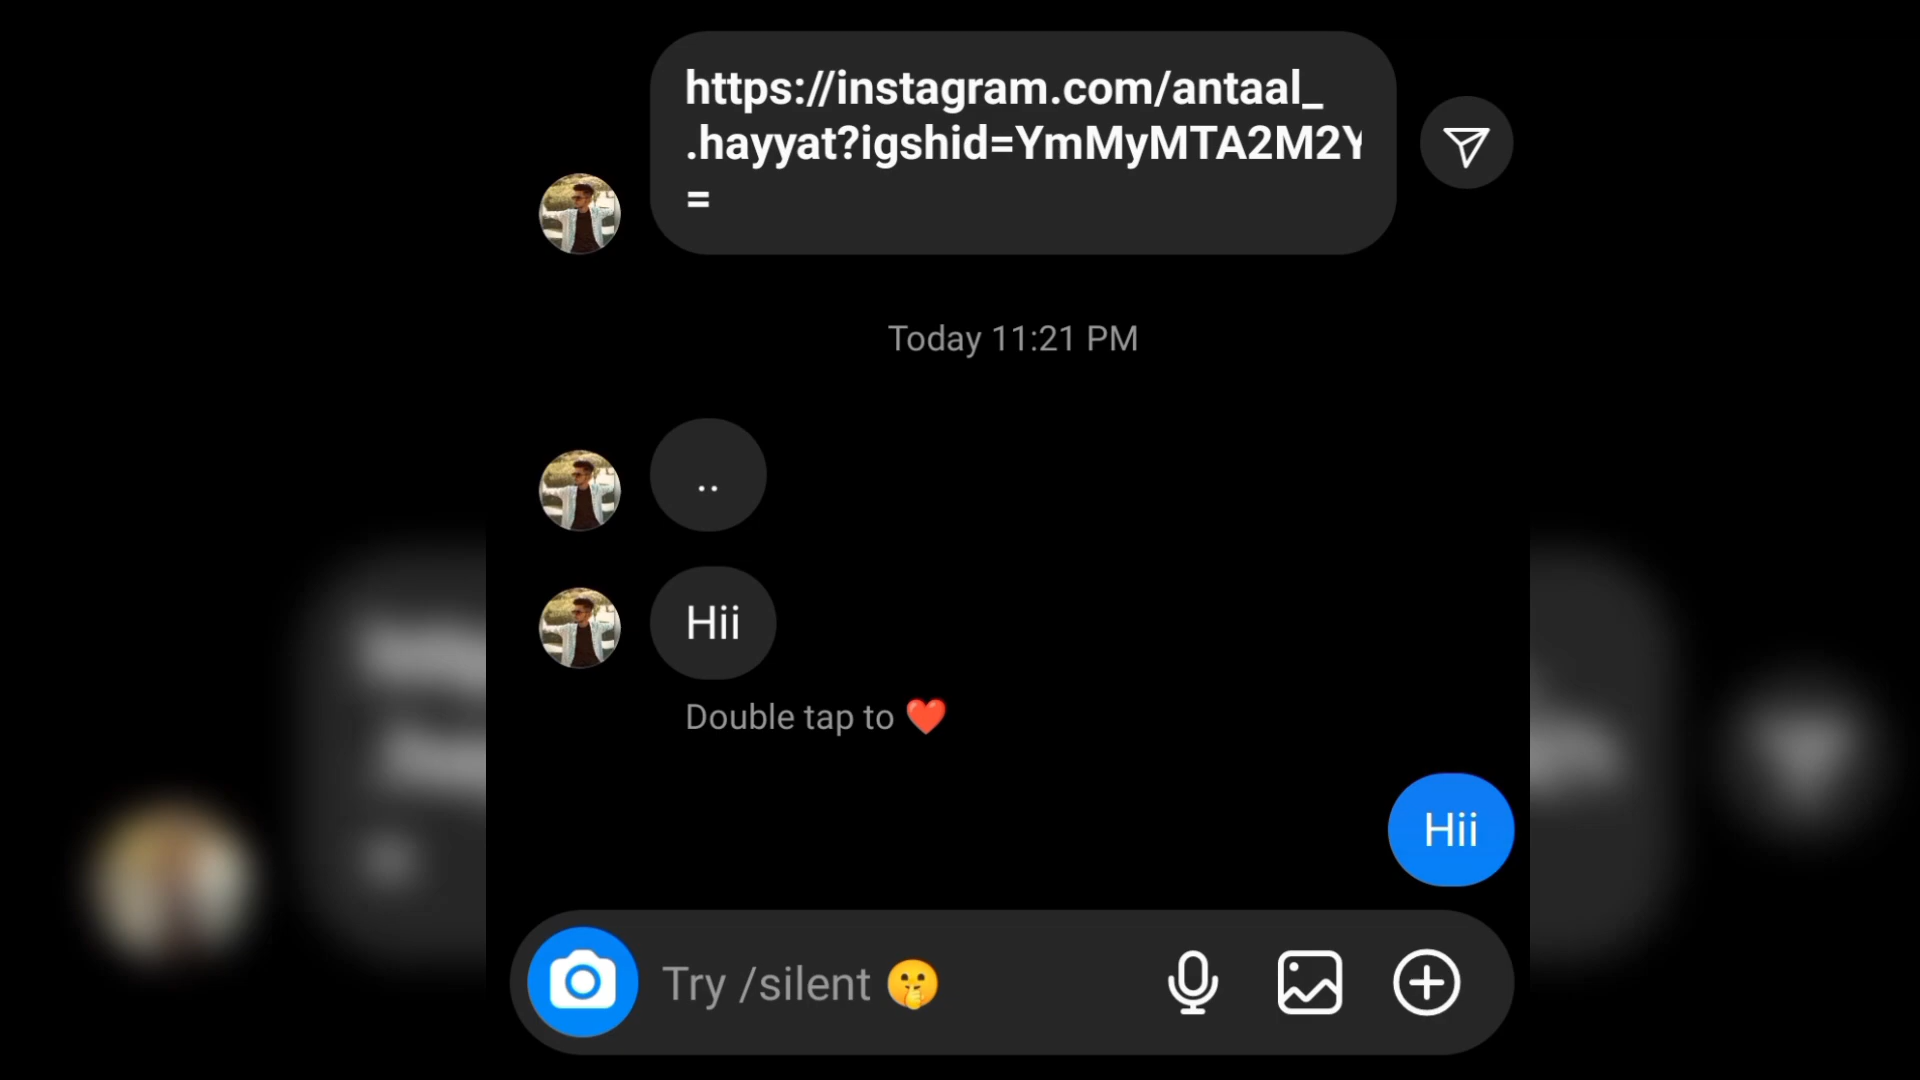 https://instagram.com/antaal_
.hayyat?igshid=YmMyMTA2M2Y
=
Today 11:21 PM
..
Hii
Double tap to ❤️
Hii
Try /silent 🤫